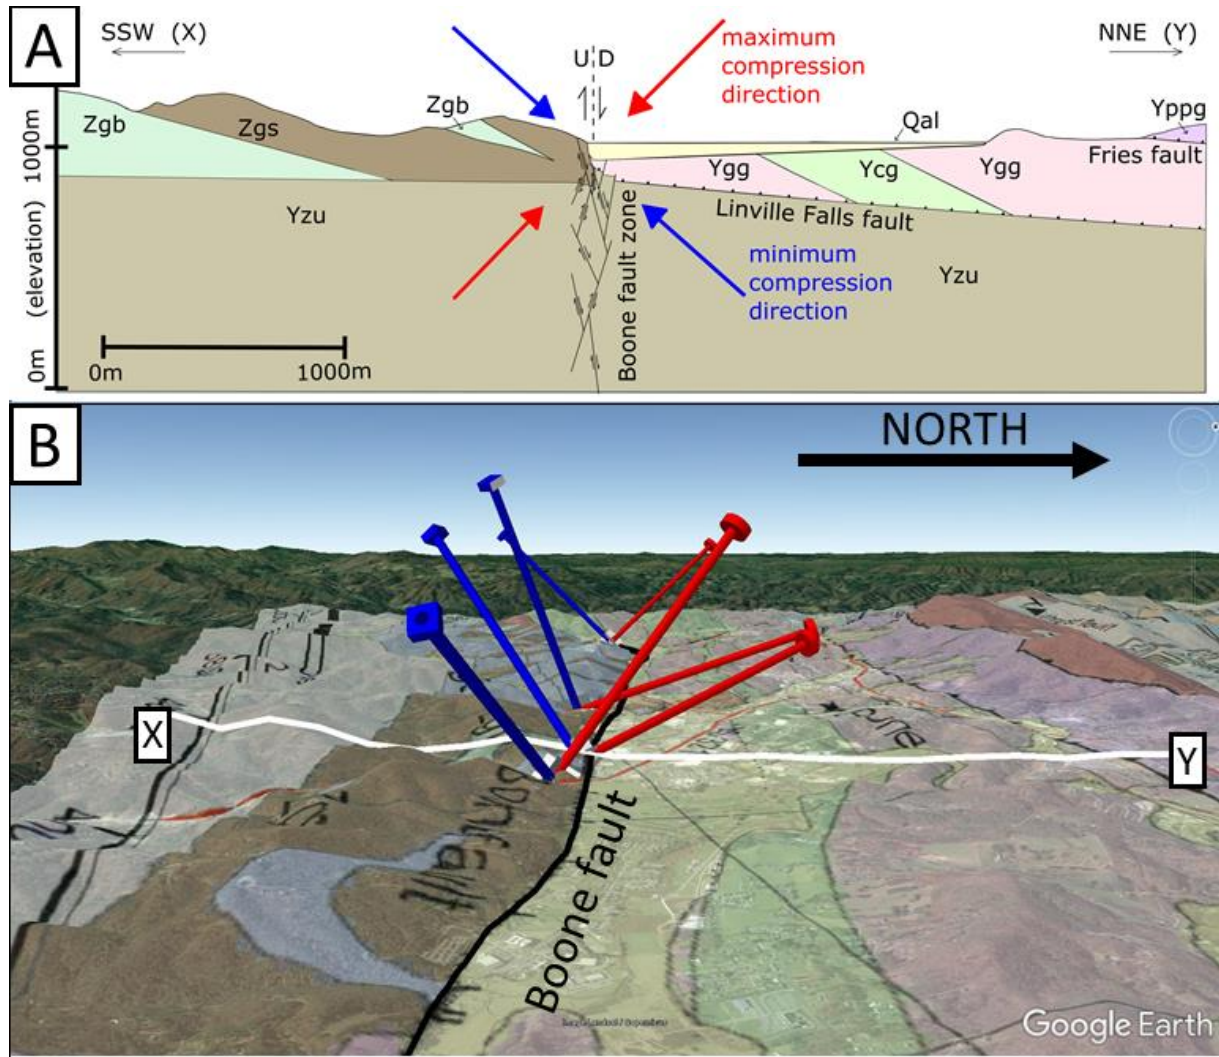 A
SSW (X)
U D
maximum
compression
direction
NNE (Y)
Zgb
Zgs
Zgb
Qal
Yppg
Ygg
Ycg
Ygg
Fries fault
Linville Falls fault
Yzu
Boone fault zone
minimum
compression
direction
Yzu
0m (elevation) 1000m
0m 1000m
B
NORTH
X
Y
Boone fault
Google Earth